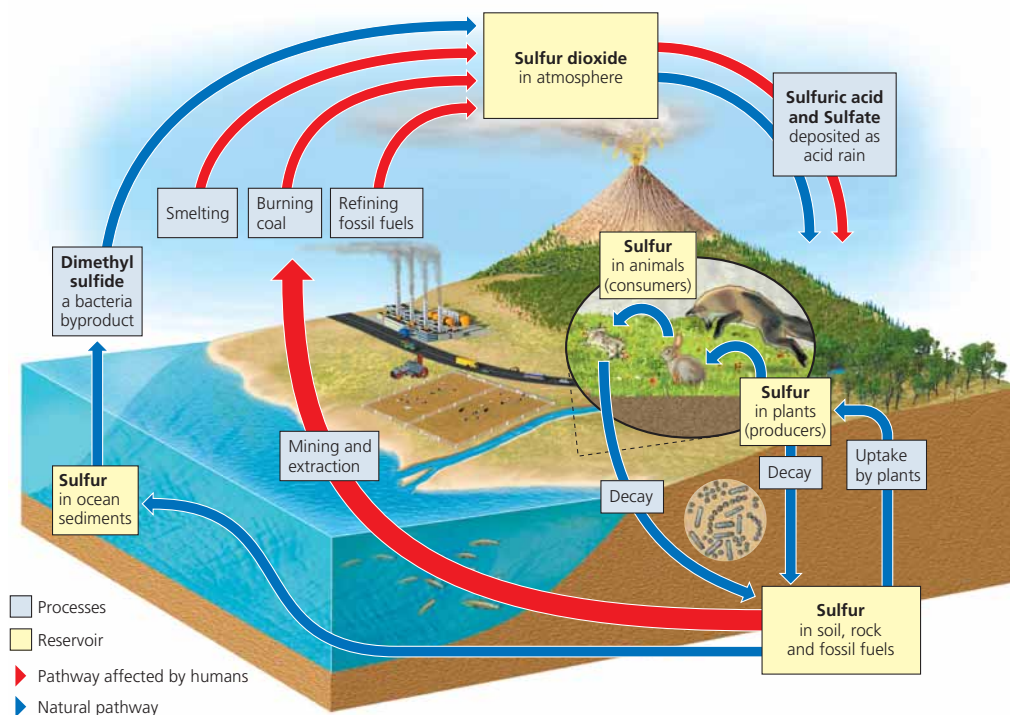 Sulfur dioxide
in atmosphere
Sulfuric acid
and Sulfate
deposited as
acid rain
Smelting
Burning
coal
Refining
fossil fuels
Dimethyl
sulfide
a bacteria
byproduct
Sulfur
in animals
(consumers)
Sulfur
in plants
(producers)
Mining and
extraction
Decay
Decay
Uptake
by plants
Sulfur
in ocean
sediments
Sulfur
in soil, rock
and fossil fuels
Processes
Reservoir
Pathway affected by humans
Natural pathway